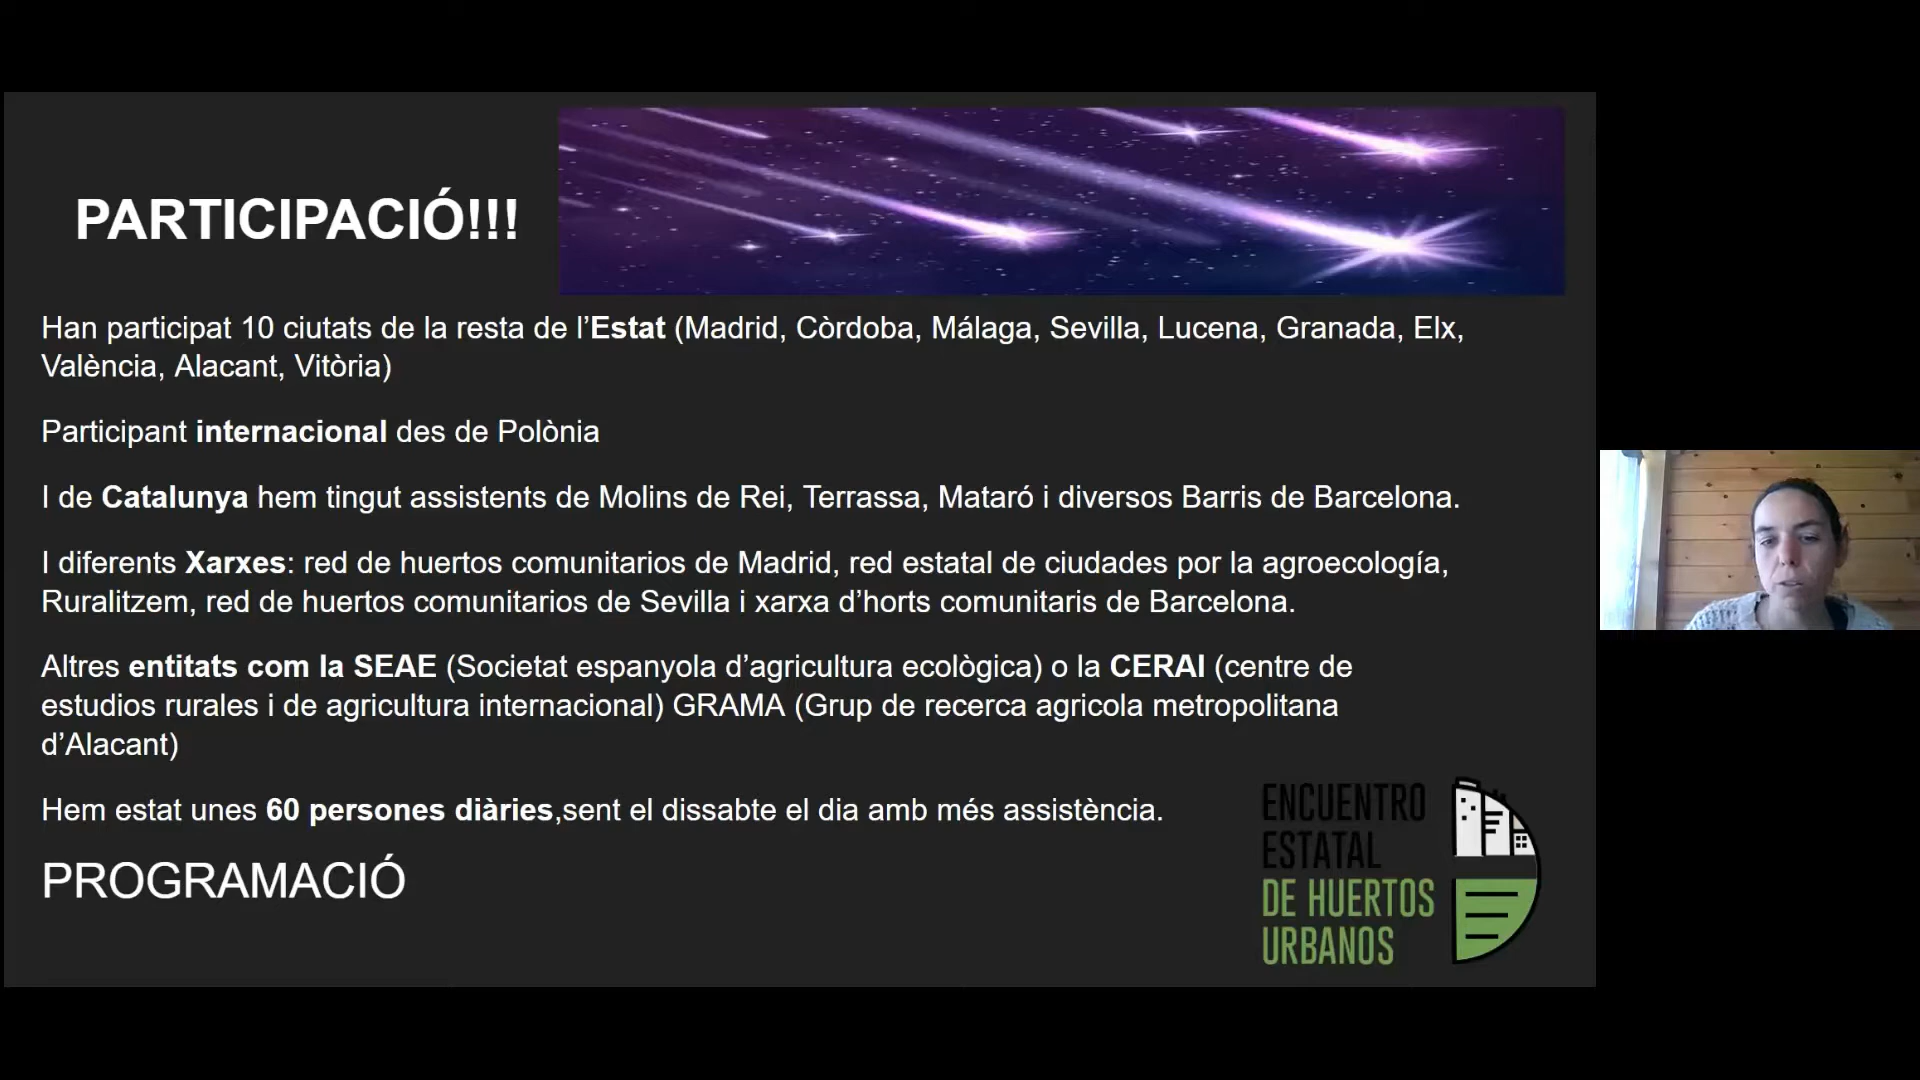 PARTICIPACIÓ!!!
Han participat 10 ciutats de la resta de l’Estat (Madrid, Còrdoba, Málaga, Sevilla, Lucena, Granada, Elx,
València, Alacant, Vitòria)
Participant internacional des de Polònia
I de Catalunya hem tingut assistents de Molins de Rei, Terrassa, Mataró i diversos Barris de Barcelona.
I diferents Xarxes: red de huertos comunitarios de Madrid, red estatal de ciudades por la agroecología,
Ruralitzem, red de huertos comunitarios de Sevilla i xarxa d’horts comunitaris de Barcelona.
Altres entitats com la SEAE (Societat espanyola d’agricultura ecològica) o la CERAI (centre de
estudios rurales i de agricultura internacional) GRAMA (Grup de recerca agricola metropolitana
d’Alacant)
Hem estat unes 60 persones diàries,sent el dissabte el dia amb més assistència.
PROGRAMACIÓ
ENCUENTRO
ESTATAL
DE HUERTOS
URBANOS